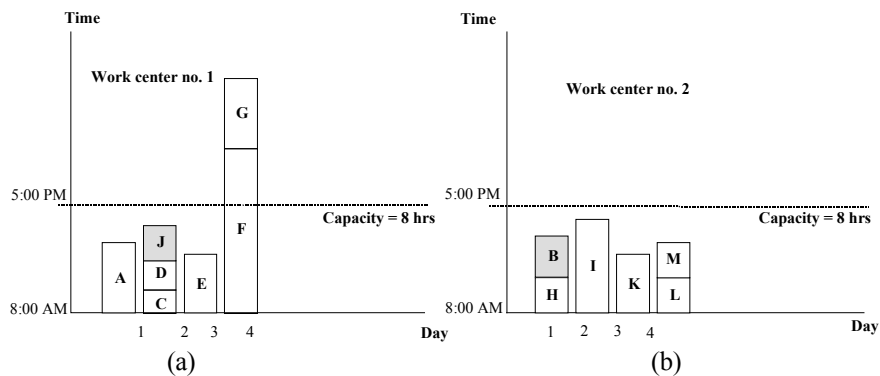 Time
Work center no. 1
G
5:00 PM
Capacity = 8 hrs
J
F
A
D
E
C
8:00 AM
1 2 3 4
Day
(a)
Time
Work center no. 2
5:00 PM
Capacity = 8 hrs
B
I
M
K
H
L
8:00 AM
1 2 3 4
Day
(b)